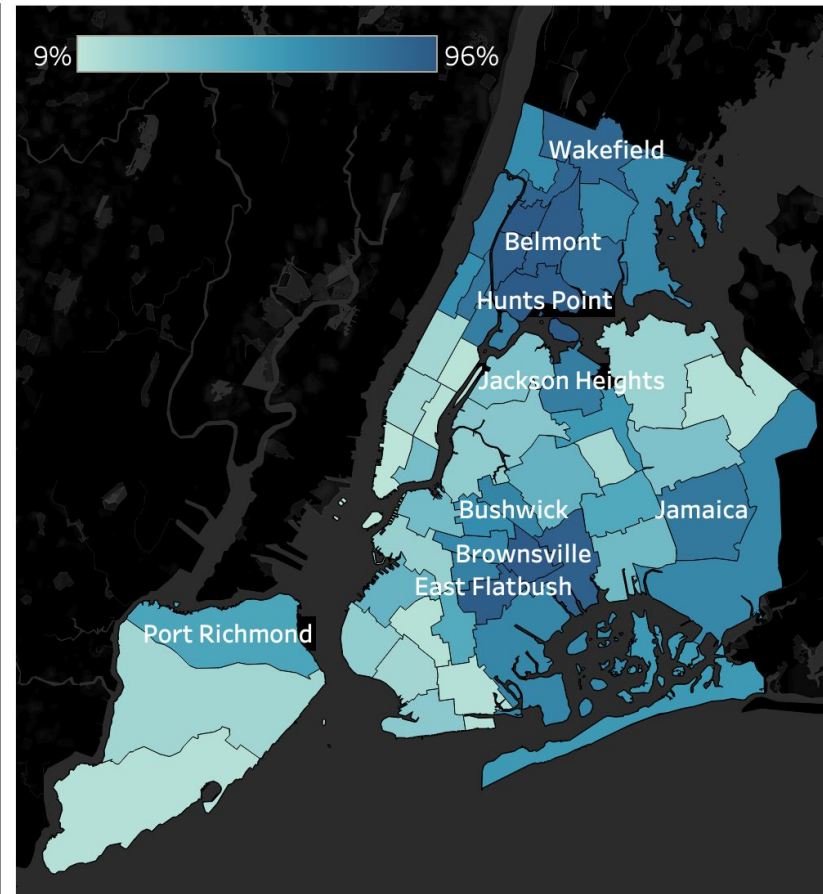 9% 96%
Wakefield
Belmont
Hunts Point
Jackson Heights
Bushwick
Jamaica
Brownsville
East Flatbush
Port Richmond